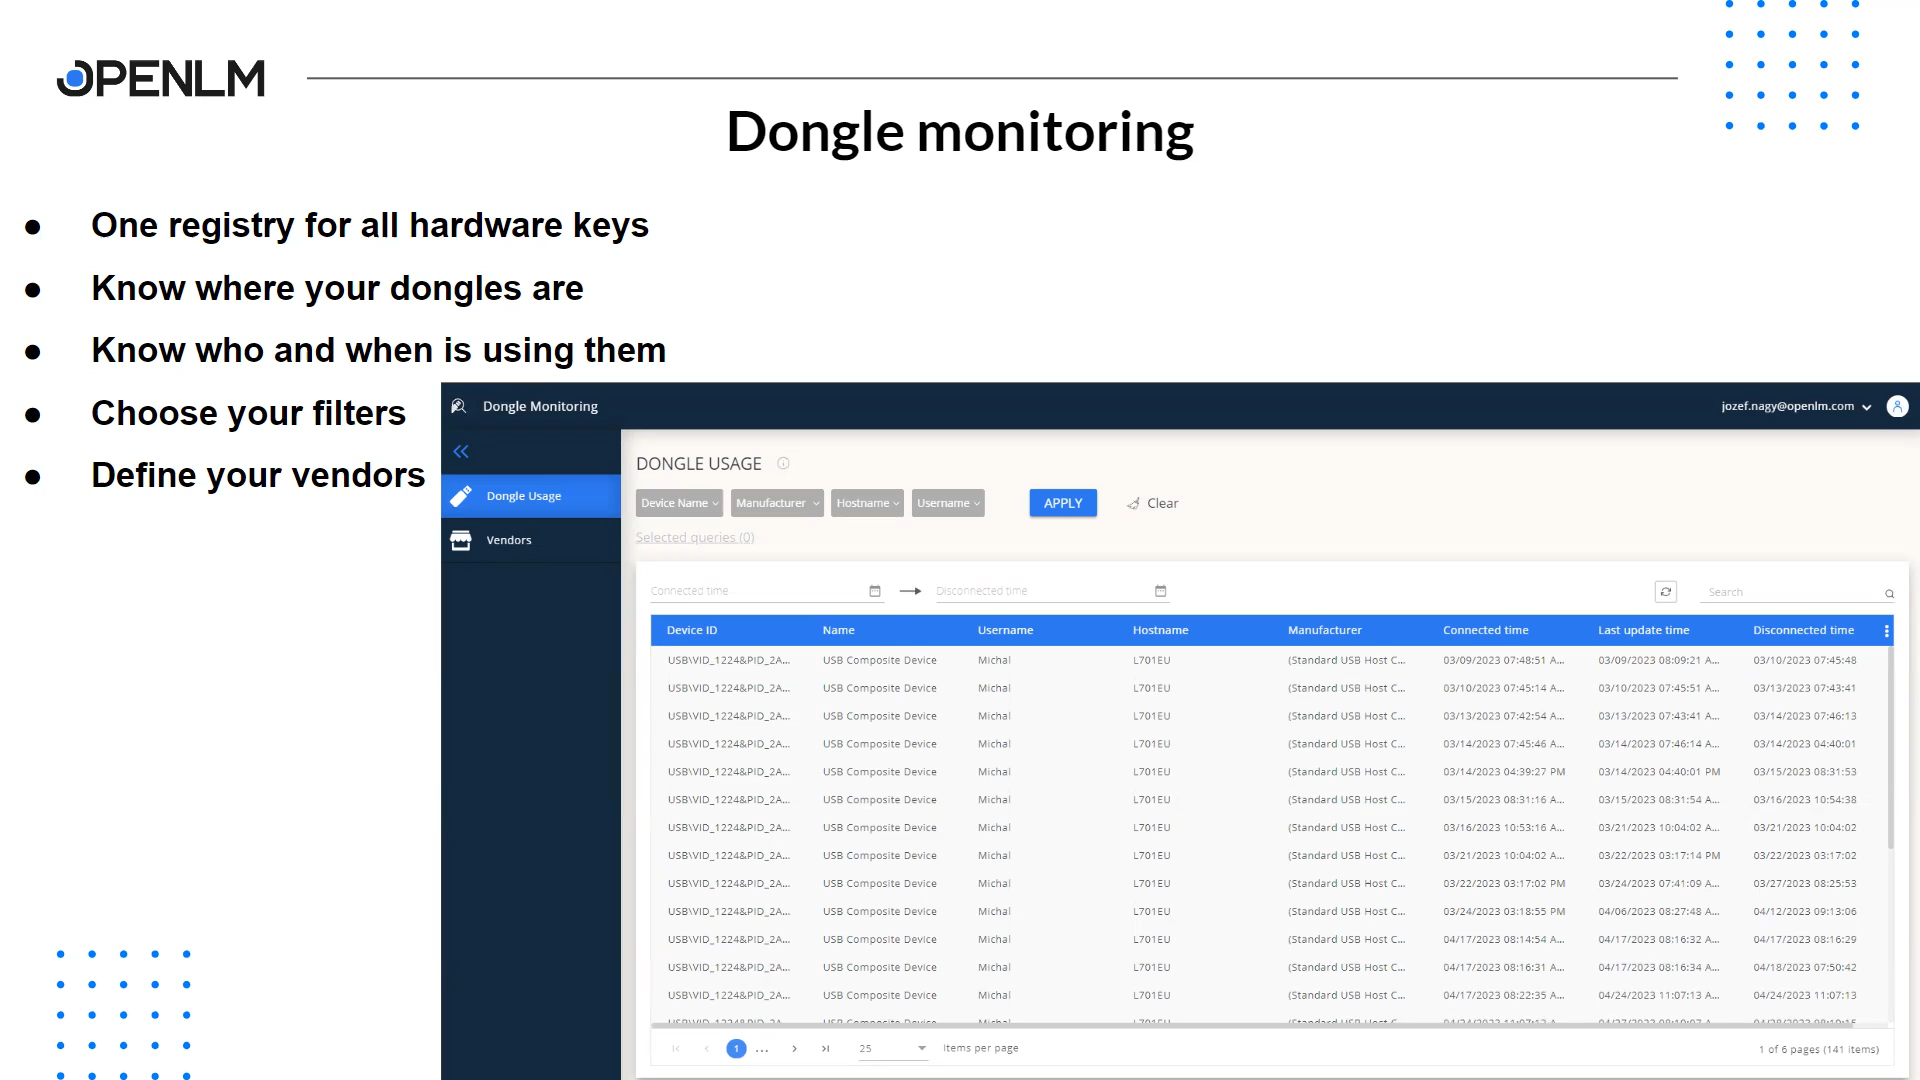 OPENLM
Dongle monitoring
● One registry for all hardware keys
● Know where your dongles are
● Know who and when is using them
● Choose your filters
● Define your vendors
Dongle Monitoring
jozef.nagy@openlm.com
Dongle Usage
Vendors
DONGLE USAGE
Device Name Manufacturer Hostname Username APPLY Clear
Selected queries (0)
Connected time Disconnected time Search
Device ID Name Username Hostname Manufacturer Connected time Last update time Disconnected time
USB\VID_1224&PID_2A... USB Composite Device Michal L701EU (Standard USB Host C... 03/09/2023 07:48:51 A... 03/09/2023 08:09:21 A... 03/10/2023 07:45:48
USB\VID_1224&PID_2A... USB Composite Device Michal L701EU (Standard USB Host C... 03/10/2023 07:45:14 A... 03/10/2023 07:45:51 A... 03/13/2023 07:43:41
USB\VID_1224&PID_2A... USB Composite Device Michal L701EU (Standard USB Host C... 03/13/2023 07:42:54 A... 03/13/2023 07:43:41 A... 03/14/2023 07:46:13
USB\VID_1224&PID_2A... USB Composite Device Michal L701EU (Standard USB Host C... 03/14/2023 07:45:46 A... 03/14/2023 07:46:14 A... 03/14/2023 04:40:01
USB\VID_1224&PID_2A... USB Composite Device Michal L701EU (Standard USB Host C... 03/14/2023 04:39:27 PM 03/14/2023 04:40:01 PM 03/15/2023 08:31:53
USB\VID_1224&PID_2A... USB Composite Device Michal L701EU (Standard USB Host C... 03/15/2023 08:31:16 A... 03/15/2023 08:31:54 A... 03/16/2023 10:54:38
USB\VID_1224&PID_2A... USB Composite Device Michal L701EU (Standard USB Host C... 03/16/2023 10:53:16 A... 03/21/2023 10:04:02 A... 03/21/2023 10:04:02
USB\VID_1224&PID_2A... USB Composite Device Michal L701EU (Standard USB Host C... 03/21/2023 10:04:02 A... 03/22/2023 03:17:14 PM 03/22/2023 03:17:02
USB\VID_1224&PID_2A... USB Composite Device Michal L701EU (Standard USB Host C... 03/22/2023 03:17:02 PM 03/24/2023 07:41:09 A... 03/27/2023 08:25:53
USB\VID_1224&PID_2A... USB Composite Device Michal L701EU (Standard USB Host C... 03/24/2023 03:18:55 PM 04/06/2023 08:27:48 A... 04/12/2023 09:13:06
USB\VID_1224&PID_2A... USB Composite Device Michal L701EU (Standard USB Host C... 04/17/2023 08:14:54 A... 04/17/2023 08:16:32 A... 04/17/2023 08:16:29
USB\VID_1224&PID_2A... USB Composite Device Michal L701EU (Standard USB Host C... 04/17/2023 08:16:31 A... 04/17/2023 08:16:34 A... 04/18/2023 07:50:42
USB\VID_1224&PID_2A... USB Composite Device Michal L701EU (Standard USB Host C... 04/17/2023 08:22:35 A... 04/24/2023 11:07:13 A... 04/24/2023 11:07:13
1 ... 25 Items per page 1 of 6 pages (141 items)